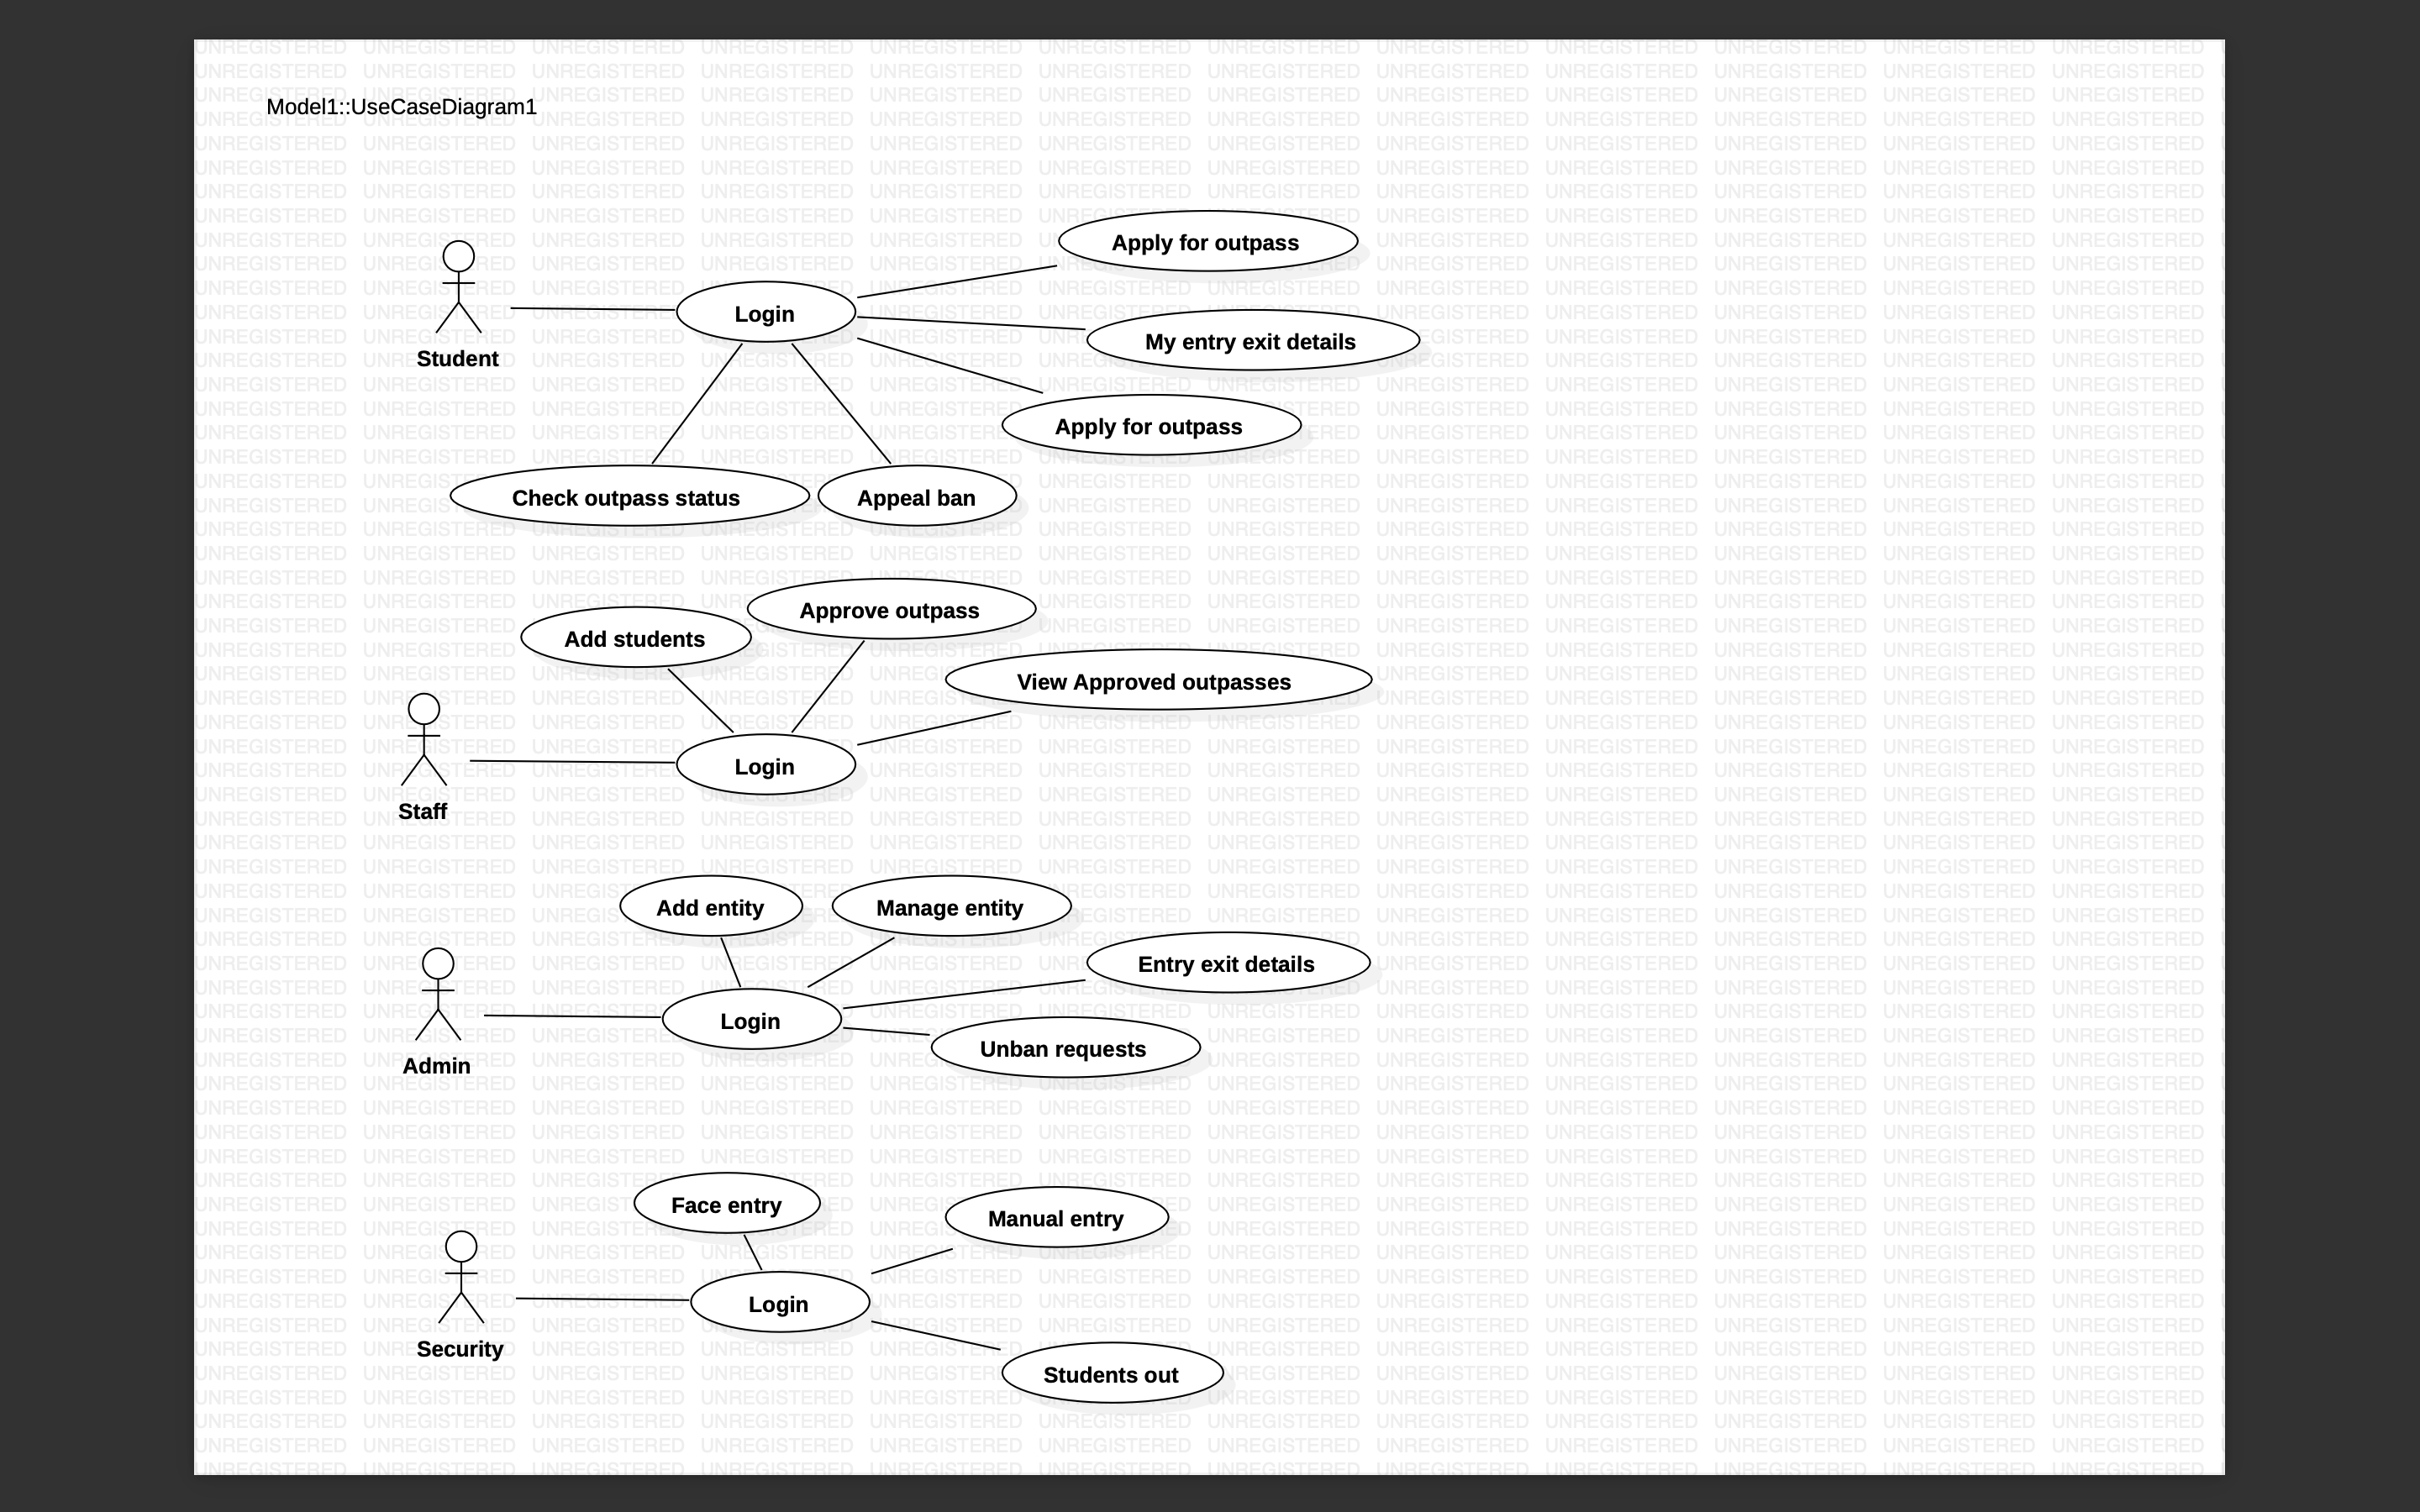 Model1::UseCaseDiagram1
Apply for outpass
Login
My entry exit details
Student
Apply for outpass
Check outpass status
Appeal ban
Approve outpass
Add students
View Approved outpasses
Login
Staff
Add entity
Manage entity
Entry exit details
Login
Unban requests
Admin
Face entry
Manual entry
Login
Security
Students out
UNREGISTERED